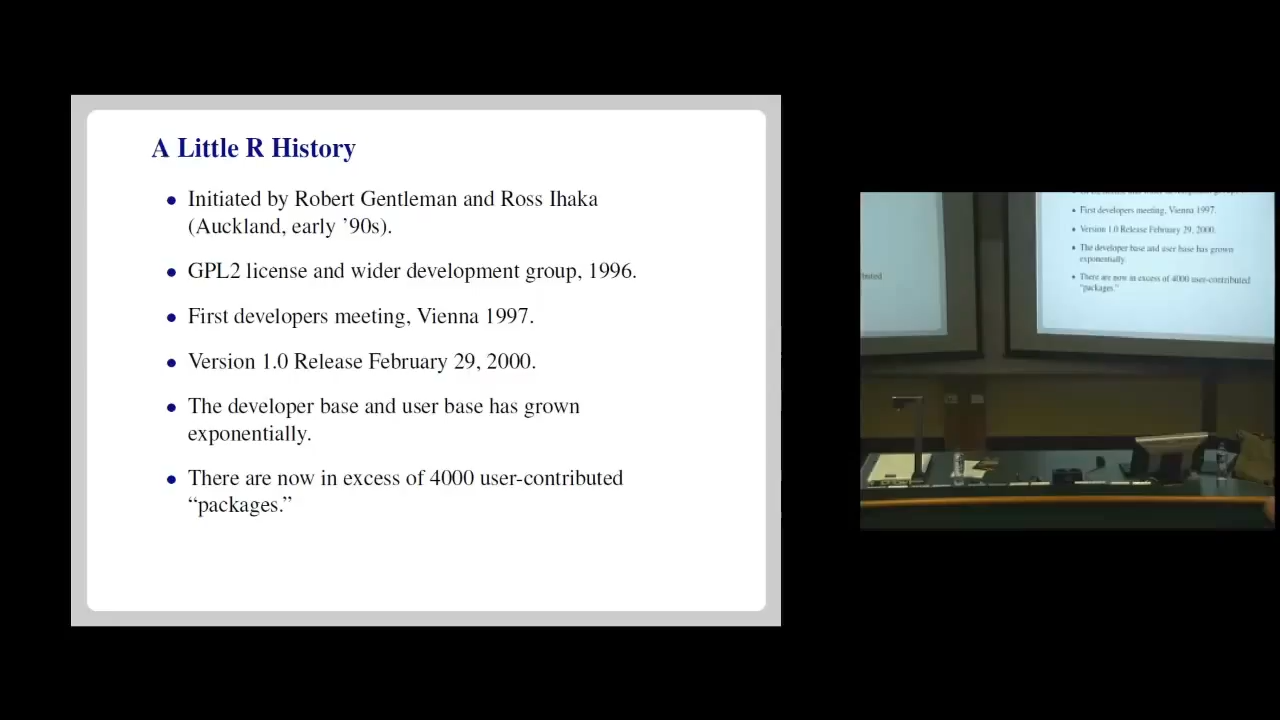 A Little R History
• Initiated by Robert Gentleman and Ross Ihaka
(Auckland, early ’90s).
• GPL2 license and wider development group, 1996.
• First developers meeting, Vienna 1997.
• Version 1.0 Release February 29, 2000.
• The developer base and user base has grown
exponentially.
• There are now in excess of 4000 user-contributed
“packages.”
• First developers meeting, Vienna 1997.
• Version 1.0 Release February 29, 2000.
• The developer base and user base has grown
exponentially.
• There are now in excess of 4000 user-contributed
“packages.”